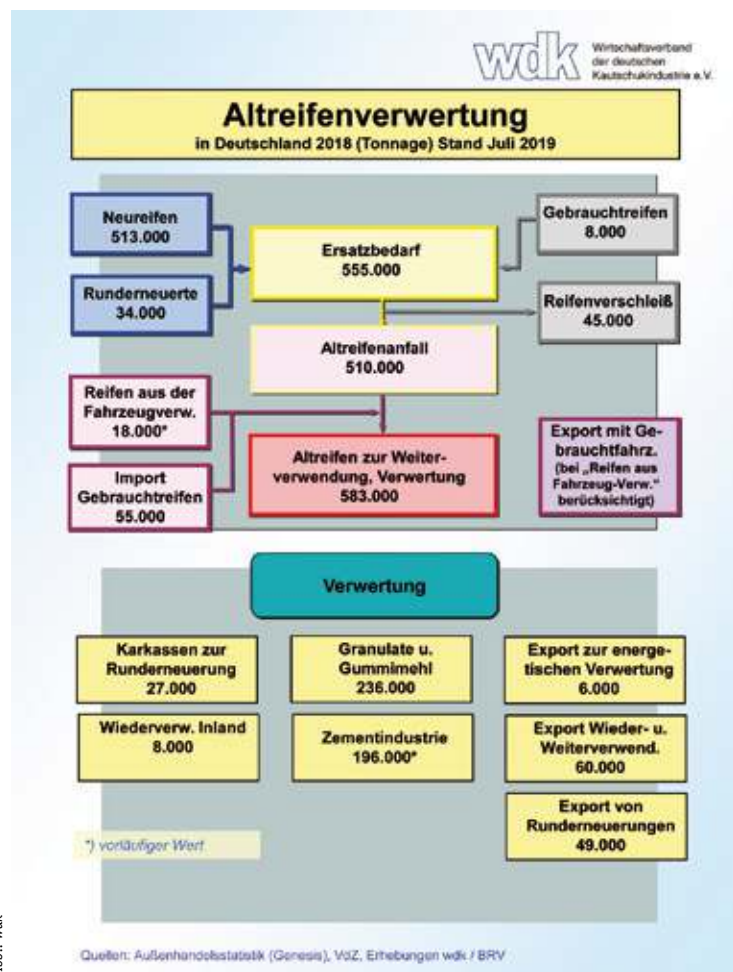 wdk
Wirtschaftsverband
der deutschen
Kautschukindustrie e.V.
Altreifenverwertung
in Deutschland 2018 (Tonnage) Stand Juli 2019
Neureifen
513.000
Runderneuerte
34.000
Ersatzbedarf
555.000
Gebrauchtreifen
8.000
Reifenverschleiß
45.000
Altreifenanfall
510.000
Reifen aus der
Fahrzeugverw.
18.000*
Import
Gebrauchtreifen
55.000
Altreifen zur Weiter-
verwendung, Verwertung
583.000
Export mit Ge-
brauchtfahrz.
(bei „Reifen aus
Fahrzeug-Verw.“
berücksichtigt)
Verwertung
Karkassen zur
Runderneuerung
27.000
Wiederverw. Inland
8.000
Granulate u.
Gummimehl
236.000
Zementindustrie
196.000*
Export zur energe-
tischen Verwertung
6.000
Export Wieder- u.
Weiterverwend.
60.000
Export von
Runderneuerungen
49.000
*) vorläufiger Wert
Quellen: Außenhandelsstatistik (Genesis), VdZ, Erhebungen wdk / BRV